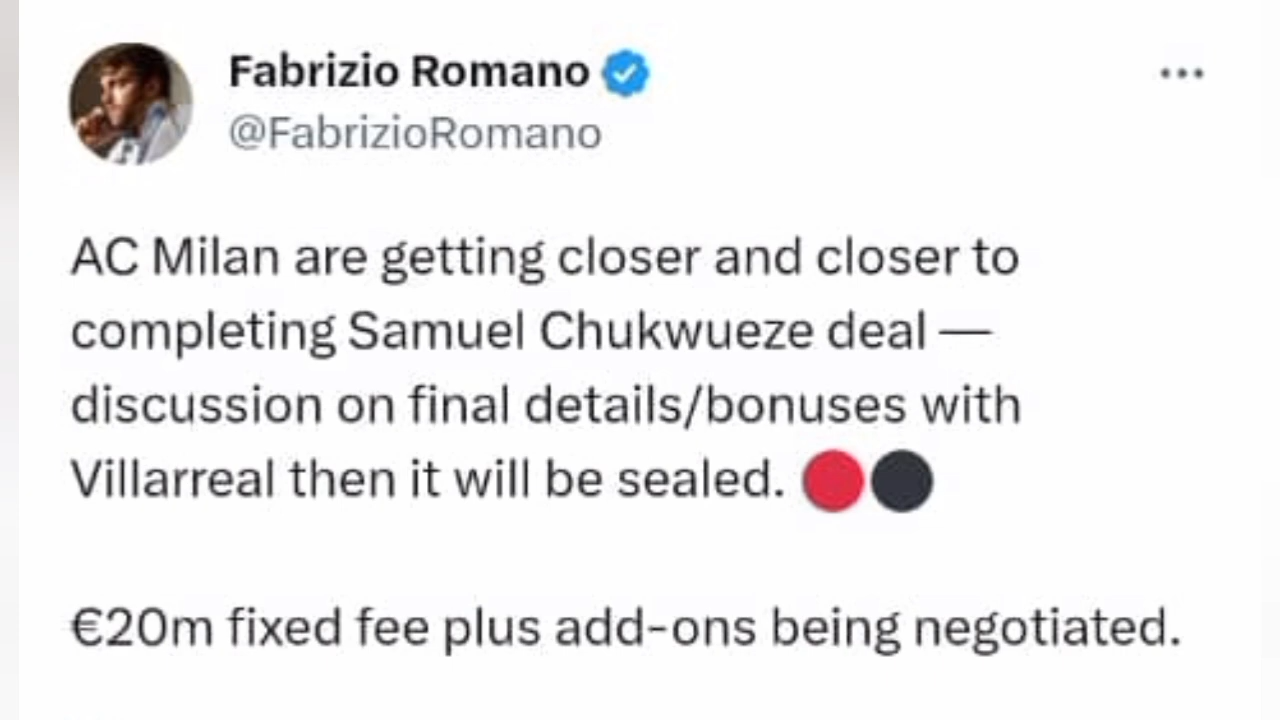 Fabrizio Romano
@FabrizioRomano
AC Milan are getting closer and closer to
completing Samuel Chukwueze deal —
discussion on final details/bonuses with
Villarreal then it will be sealed. 🔴⚫
€20m fixed fee plus add-ons being negotiated.